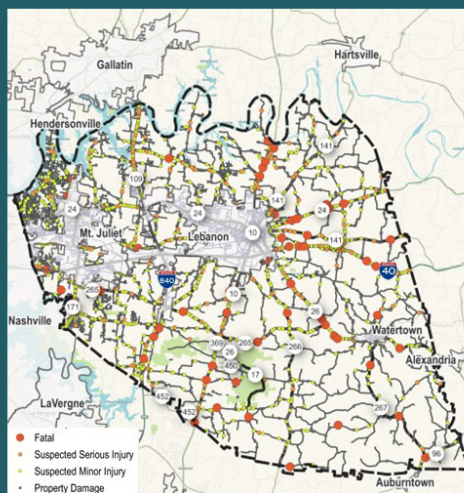 Gallatin
Hartsville
Hendersonville
141
109
141
24
24
24
10
Mt. Juliet
Lebanon
141
40
265
840
171
10
26
Nashville
369
265
266
Watertown
26
450
Alexandria
17
LaVergne
452
452
267
96
Auburntown
Fatal
Suspected Serious Injury
Suspected Minor Injury
Property Damage